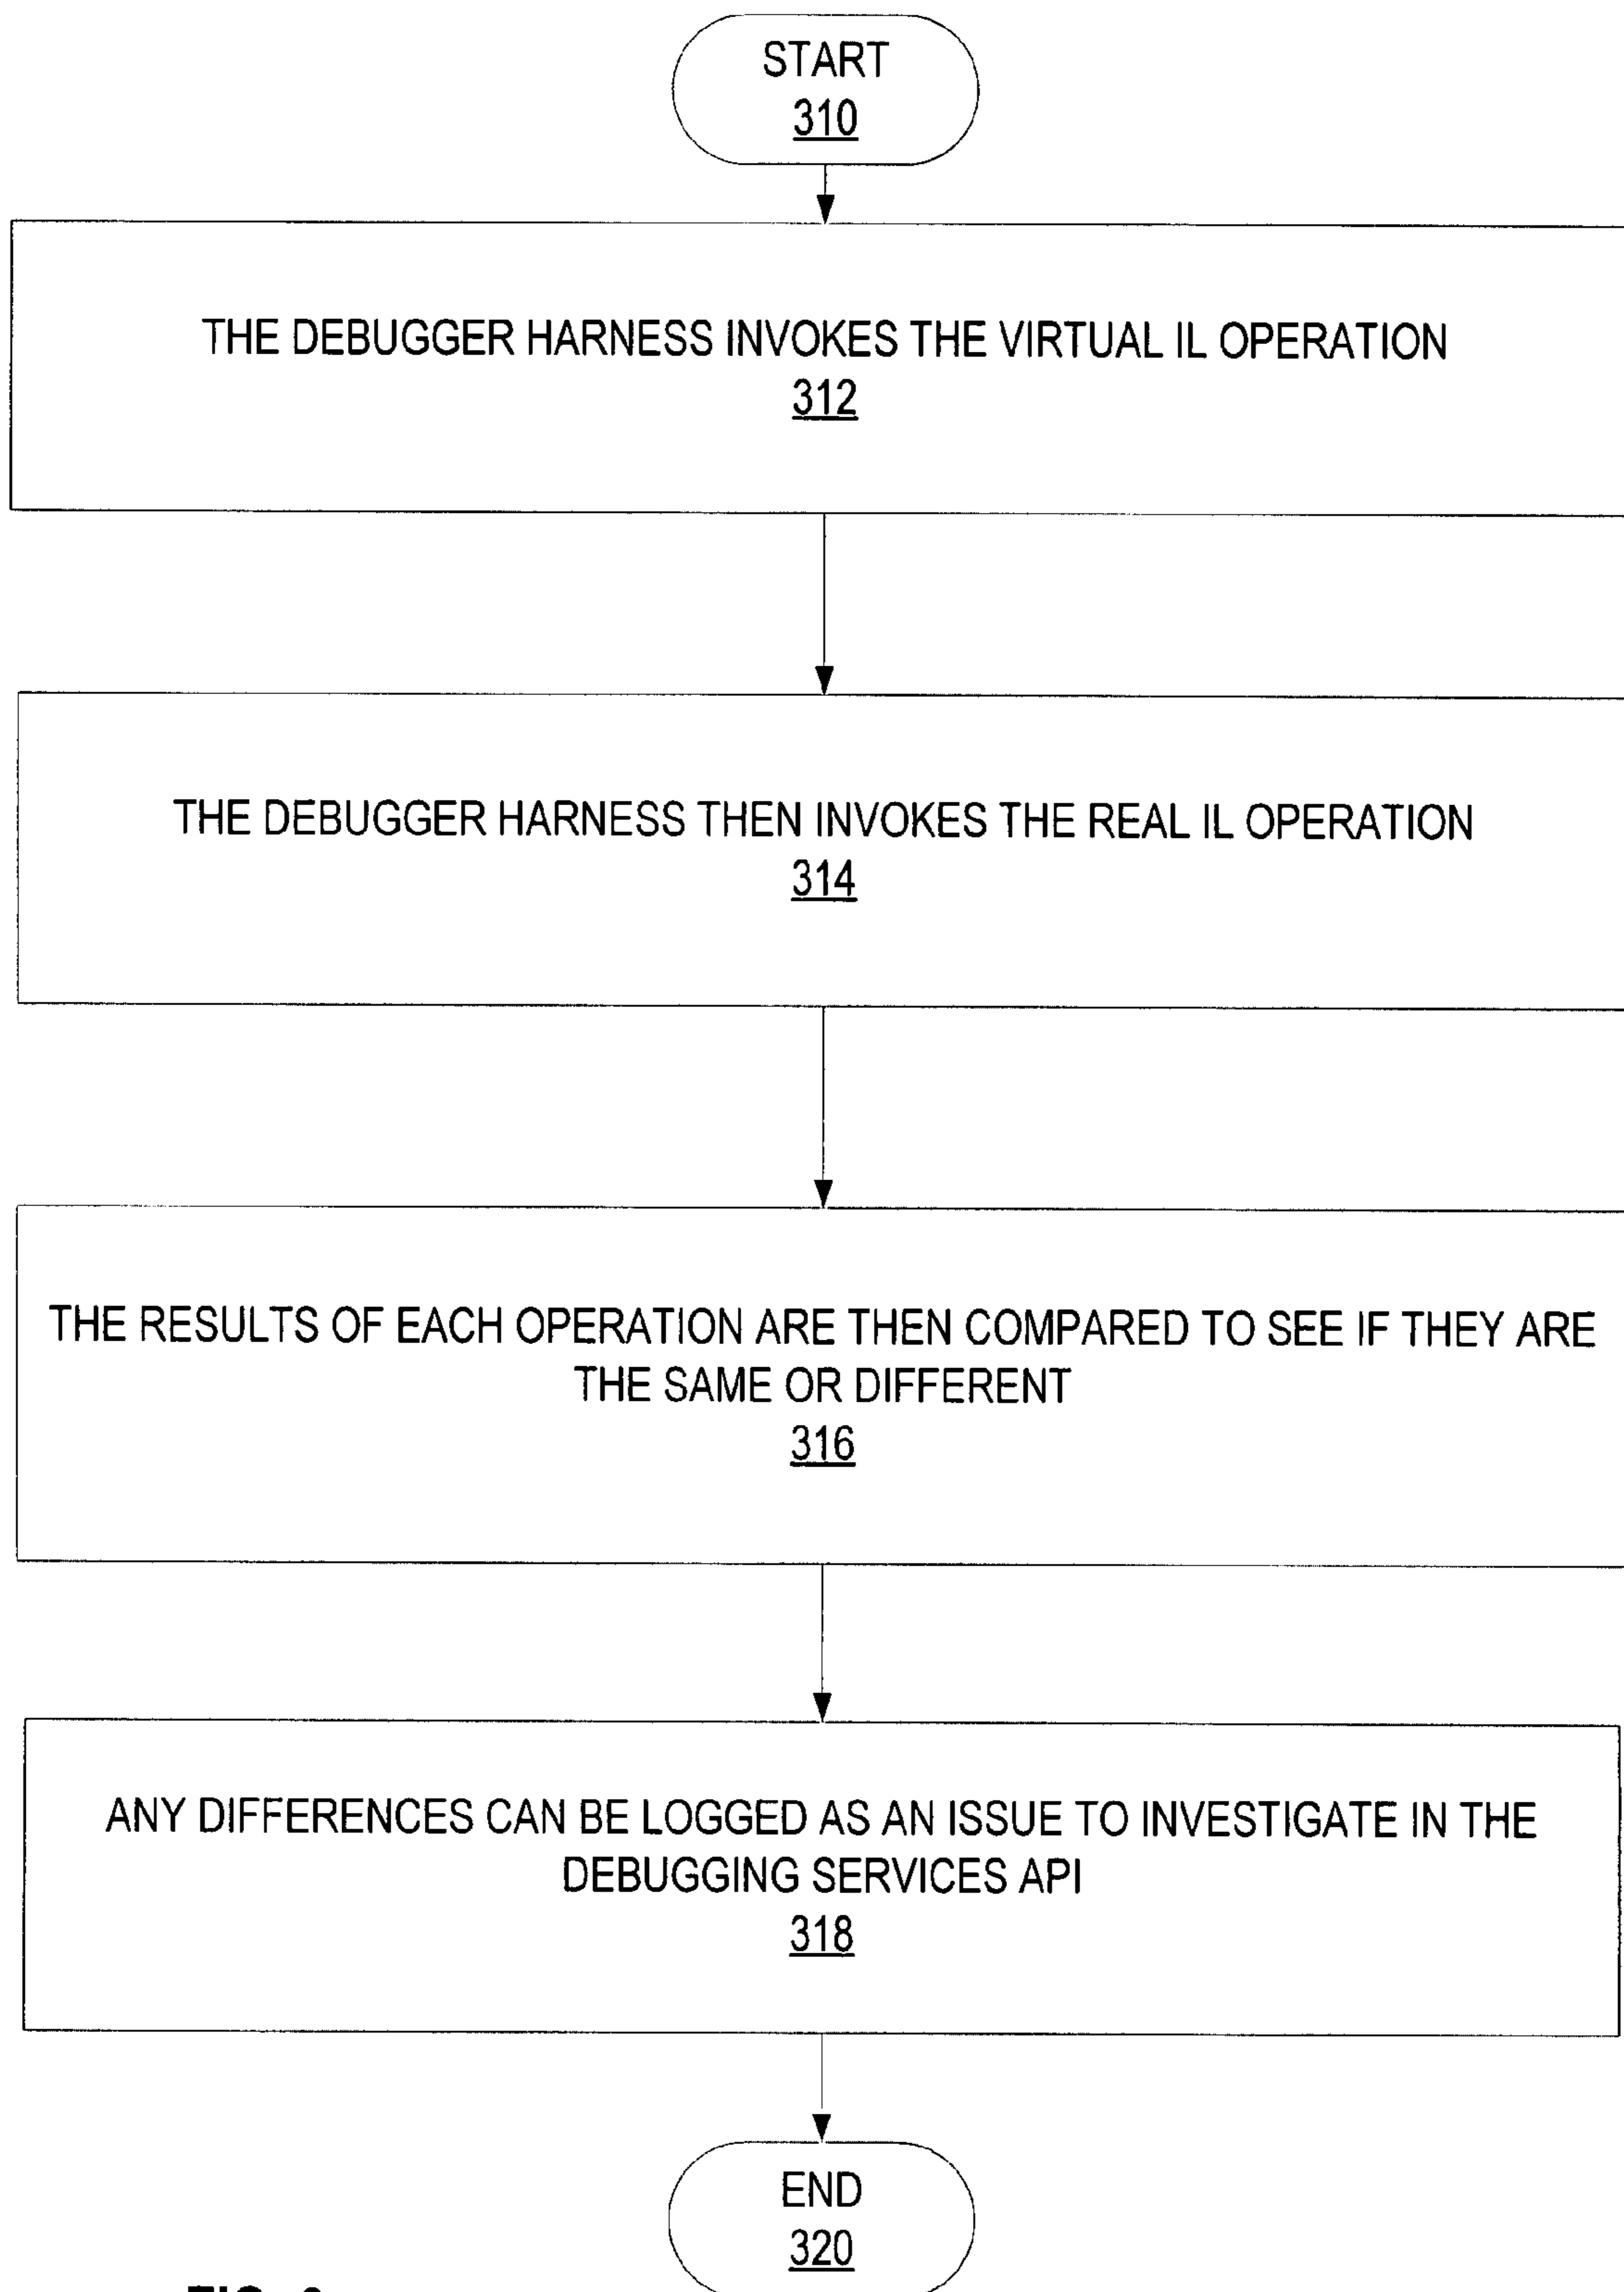 START
310
THE DEBUGGER HARNESS INVOKES THE VIRTUAL IL OPERATION
312
THE DEBUGGER HARNESS THEN INVOKES THE REAL IL OPERATION
314
THE RESULTS OF EACH OPERATION ARE THEN COMPARED TO SEE IF THEY ARE
THE SAME OR DIFFERENT
316
ANY DIFFERENCES CAN BE LOGGED AS AN ISSUE TO INVESTIGATE IN THE
DEBUGGING SERVICES API
318
END
320
FIG.